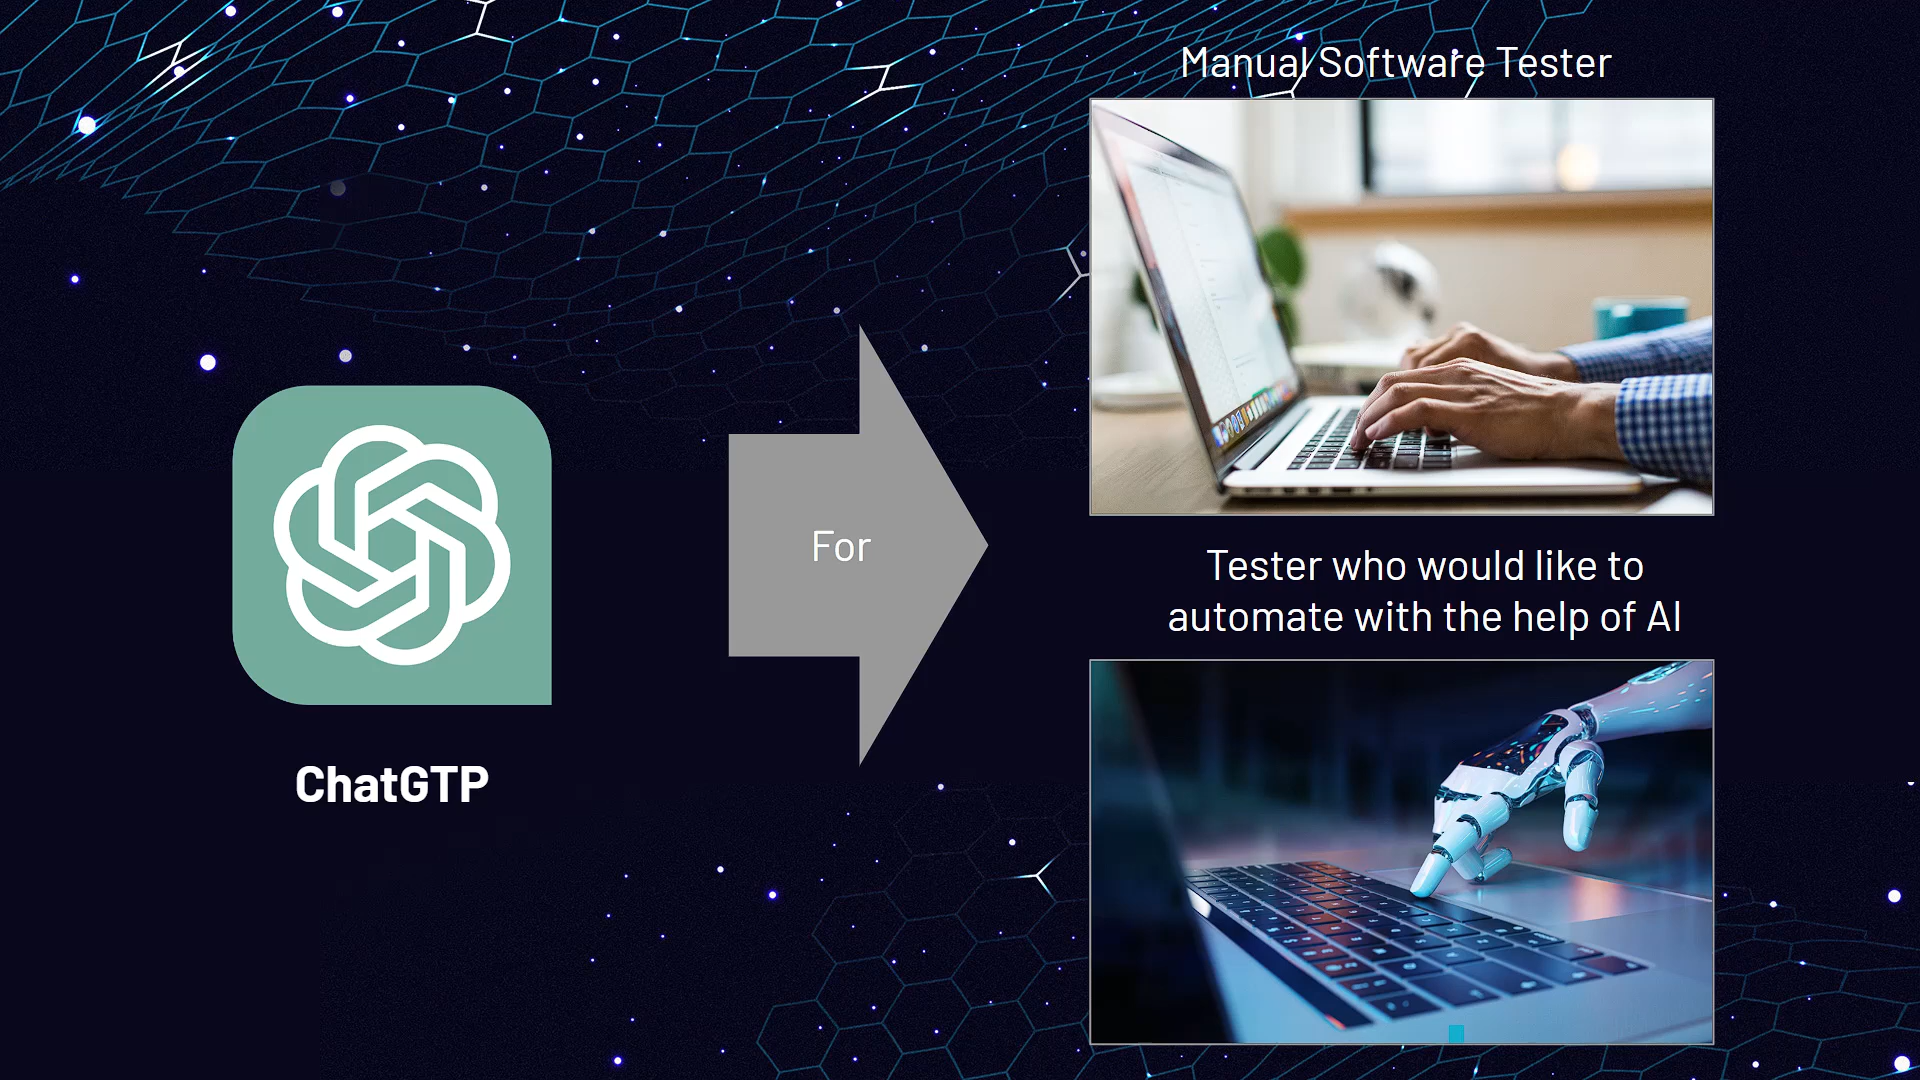 Manual Software Tester
For
Tester who would like to
automate with the help of AI
ChatGTP